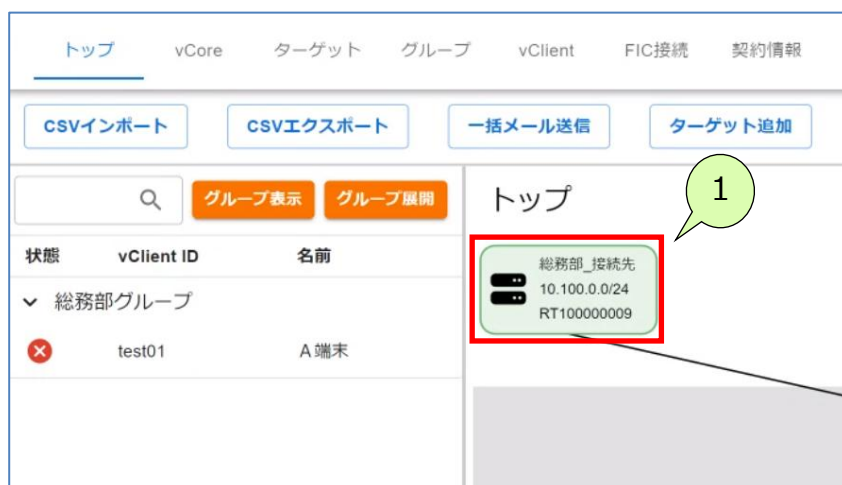 トップ vCore ターゲット グループ vClient FIC接続 契約情報
CSVインポート CSVエクスポート 一括メール送信 ターゲット追加
グループ表示 グループ展開
トップ
1
状態 vClient ID 名前
総務部_接続先
10.100.0.0/24
RT100000009
総務部グループ
test01 A端末